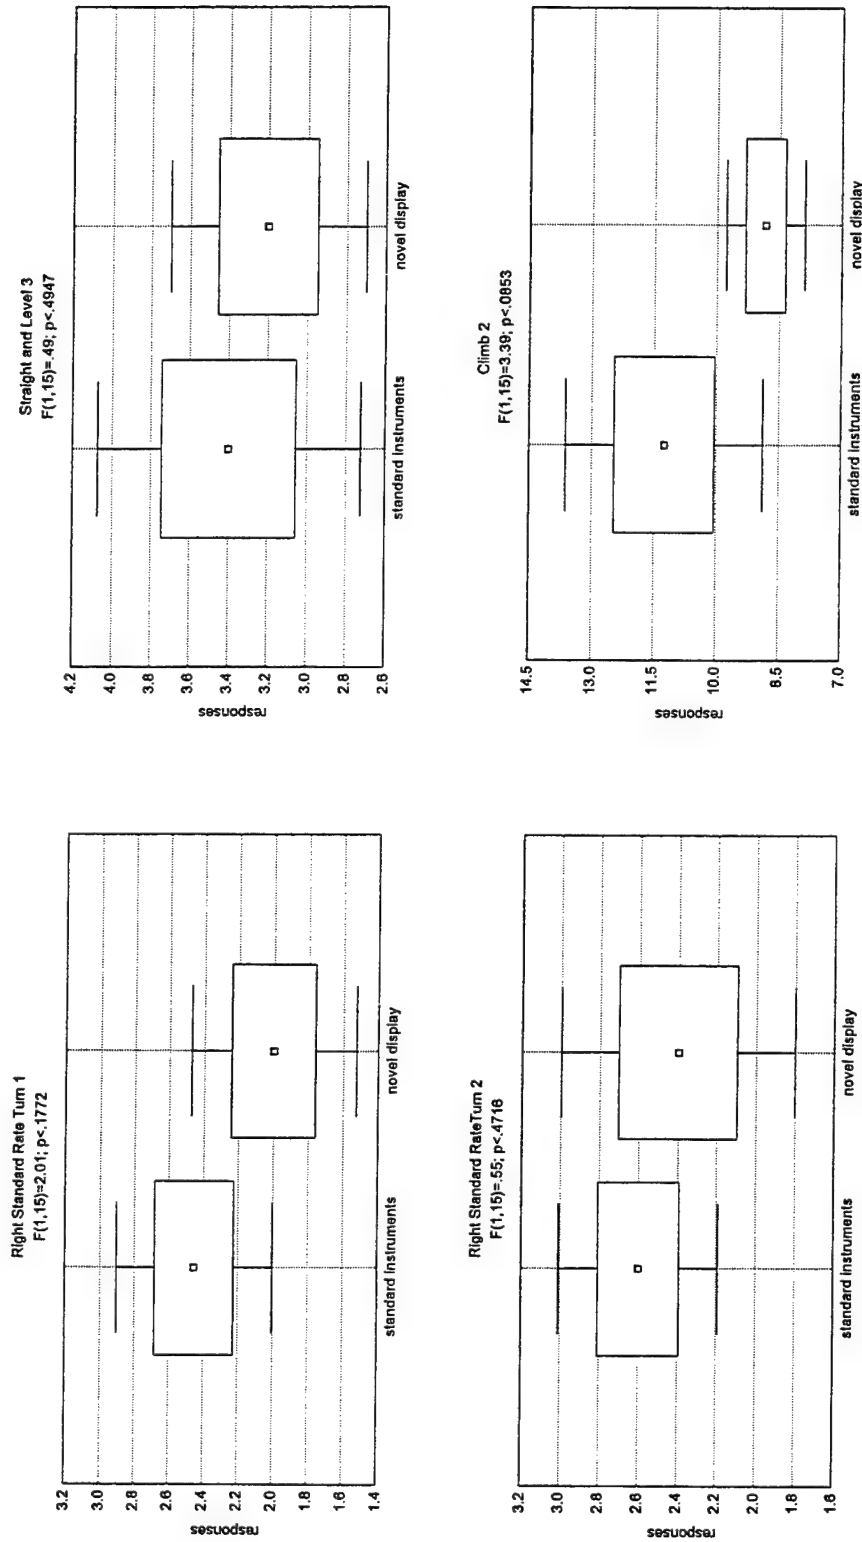 Right Standard Rate Turn 1
F(1,15)=2.01; p<.1772
responses
3.2
3.0
2.8
2.6
2.4
2.2
2.0
1.8
1.6
1.4
standard instruments
novel display
Straight and Level 3
F(1,15)=.49; p<.4947
responses
4.2
4.0
3.8
3.6
3.4
3.2
3.0
2.8
2.6
standard instruments
novel display
Right Standard RateTurn 2
F(1,15)=.55; p<.4716
responses
3.2
3.0
2.8
2.6
2.4
2.2
2.0
1.8
1.6
standard instruments
novel display
Climb 2
F(1,15)=3.39; p<.0853
responses
14.5
13.0
11.5
10.0
8.5
7.0
standard instruments
novel display